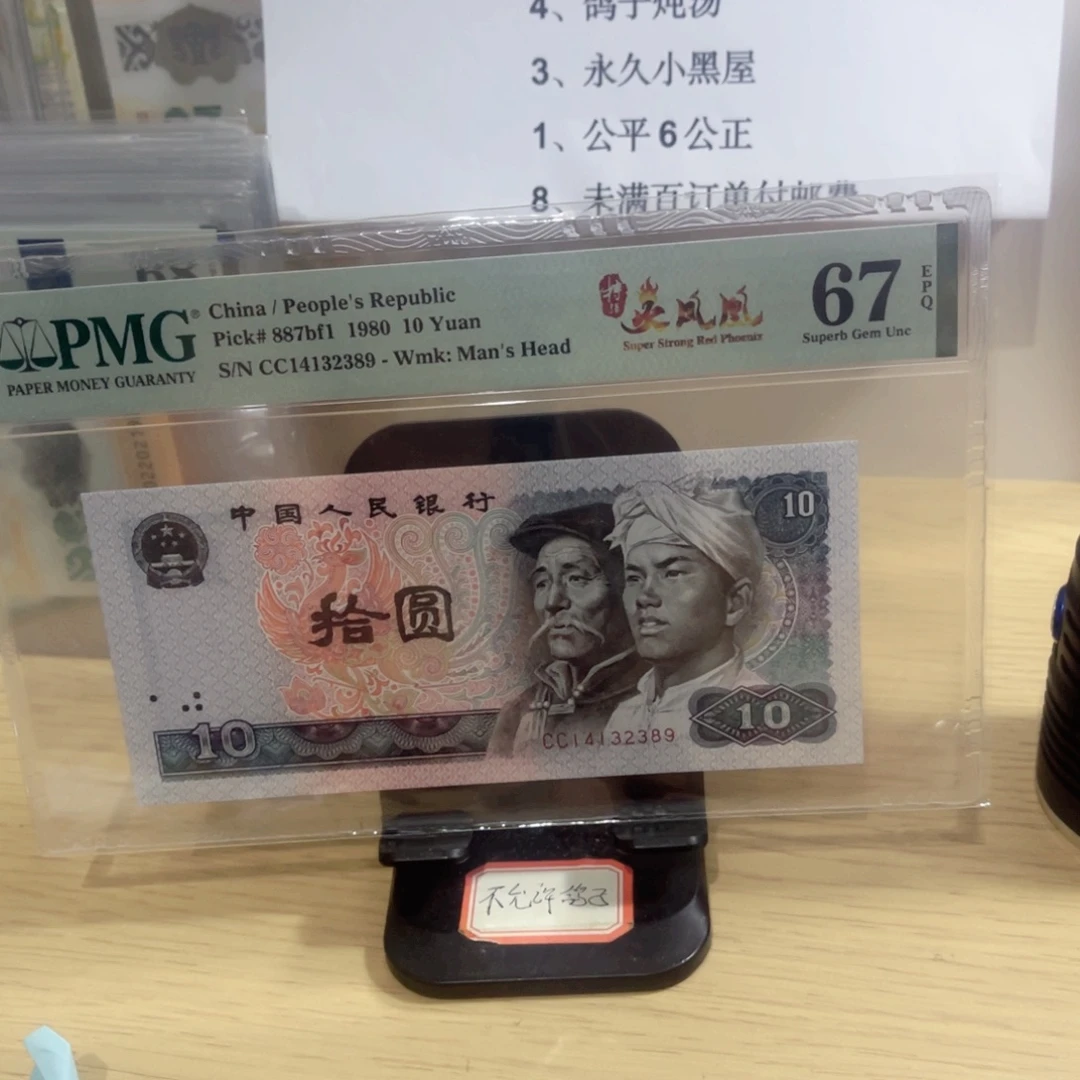 4、鸽子炖汤
3、永久小黑屋
1、公平6公正
8、未满百订单付邮费
PMG®
PAPER MONEY GUARANTY
China / People's Republic
Pick# 887bf1 1980 10 Yuan
S/N CC14132389 - Wmk: Man's Head
炎凤凰
Super Strong Red Phoenix
67
EPQ
Superb Gem Unc
中国人民银行
10
拾圆
10
CC14132389
10
不允许鸽子